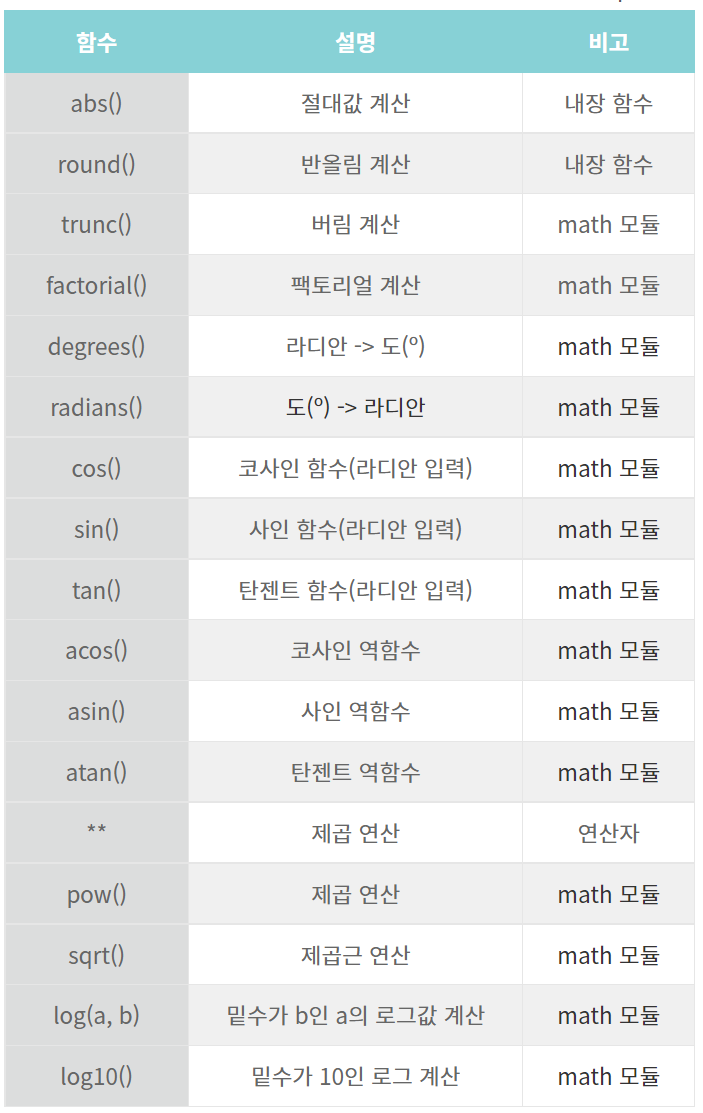 함수 설명 비고
abs() 절대값 계산 내장 함수
round() 반올림 계산 내장 함수
trunc() 버림 계산 math 모듈
factorial() 팩토리얼 계산 math 모듈
degrees() 라디안 -> 도(º) math 모듈
radians() 도(º) -> 라디안 math 모듈
cos() 코사인 함수(라디안 입력) math 모듈
sin() 사인 함수(라디안 입력) math 모듈
tan() 탄젠트 함수(라디안 입력) math 모듈
acos() 코사인 역함수 math 모듈
asin() 사인 역함수 math 모듈
atan() 탄젠트 역함수 math 모듈
** 제곱 연산 연산자
pow() 제곱 연산 math 모듈
sqrt() 제곱근 연산 math 모듈
log(a, b) 밑수가 b인 a의 로그값 계산 math 모듈
log10() 밑수가 10인 로그 계산 math 모듈